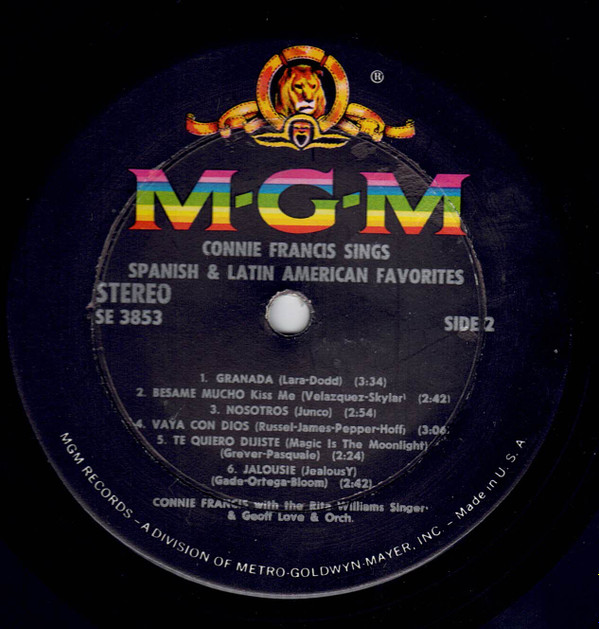 ®
M-G-M
CONNIE FRANCIS SINGS
SPANISH & LATIN AMERICAN FAVORITES
STEREO
SE 3853
SIDE 2
1. GRANADA (Lara-Dodd) (3:34)
2. BESAME MUCHO Kiss Me (Velazquez-Skylar) (2:42)
3. NOSOTROS (Junco) (2:54)
4. VAYA CON DIOS (Russel-James-Pepper-Hoff) (3:06)
5. TE QUIERO DIJISTE (Magic Is The Moonlight)
(Grever-Pasquale) (2:24)
6. JALOUSIE (JealousY)
(Gade-Ortega-Bloom) (2:42)
CONNIE FRANCIS with the Rita Williams Singer
& Geoff Love & Orch.
MGM RECORDS – A DIVISION OF METRO-GOLDWYN-MAYER, INC. – Made in U. S. A